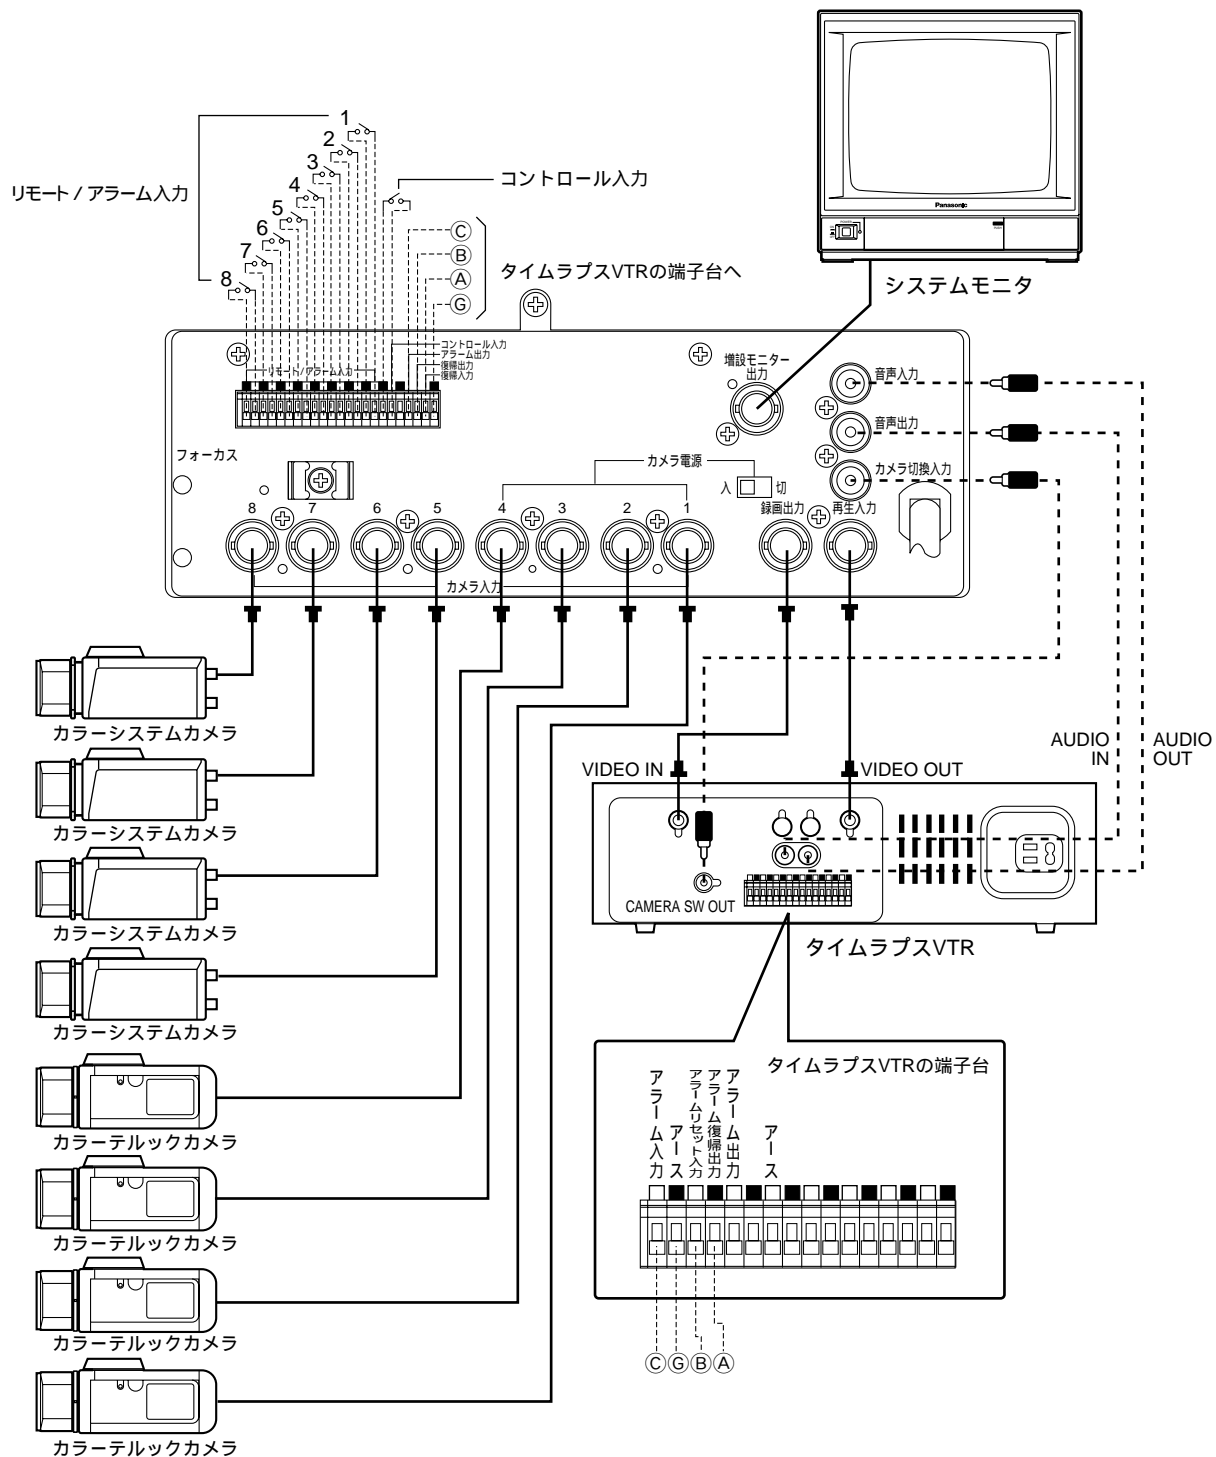 Panasonic
システムモニタ
1
2
3
4
5
6
7
8
リモート / アラーム入力
コントロール入力
C
B
A
G
タイムラプスVTRの端子台へ
コントロール入力
アラーム出力
復帰出力
復帰入力
リモート/アラーム入力
増設モニター
出力
音声入力
音声出力
カメラ切換入力
フォーカス
カメラ電源
入
切
8
7
6
5
4
3
2
1
録画出力
再生入力
カメラ入力
カラーシステムカメラ
カラーシステムカメラ
カラーシステムカメラ
カラーシステムカメラ
カラーテルックカメラ
カラーテルックカメラ
カラーテルックカメラ
カラーテルックカメラ
AUDIO
IN
AUDIO
OUT
VIDEO IN
VIDEO OUT
CAMERA SW OUT
タイムラプスVTR
タイムラプスVTRの端子台
アラーム入力
アース
アラームリセット入力
アラーム復帰出力
アラーム出力
アース
C
G
B
A